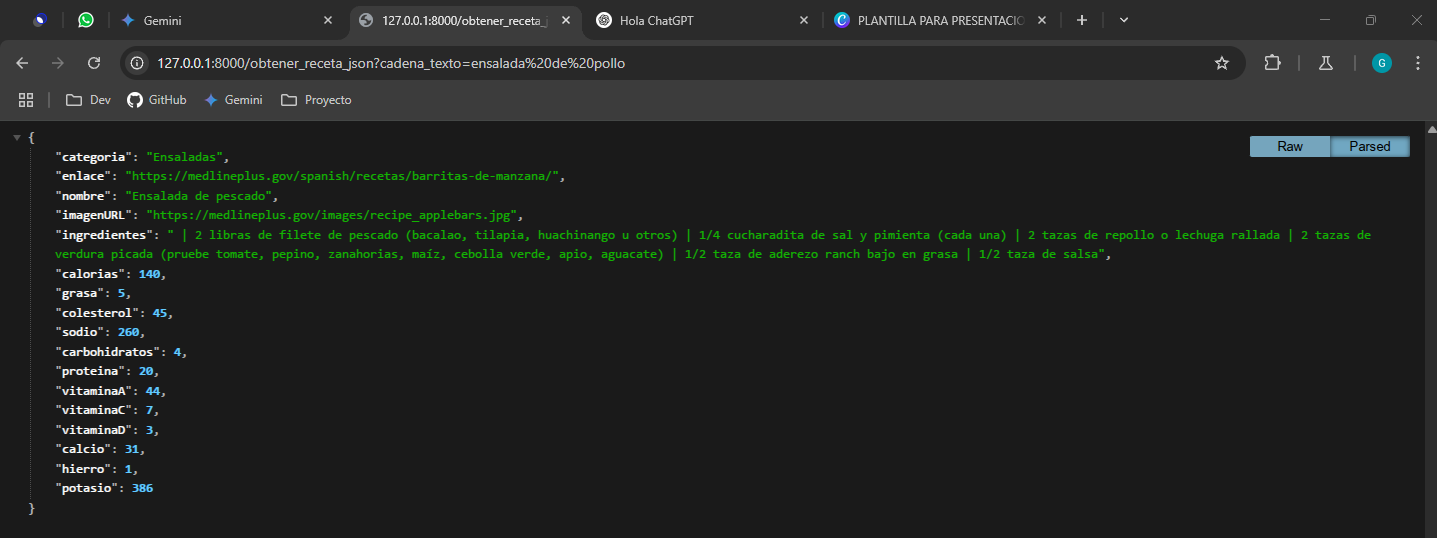 Gemini
127.0.0.1:8000/obtener_receta_js
Hola ChatGPT
PLANTILLA PARA PRESENTACIO
127.0.0.1:8000/obtener_receta_json?cadena_texto=ensalada%20de%20pollo
G
Dev
GitHub
Gemini
Proyecto
Raw
Parsed
{
"categoria": "Ensaladas",
"enlace": "https://medlineplus.gov/spanish/recetas/barritas-de-manzana/",
"nombre": "Ensalada de pescado",
"imagenURL": "https://medlineplus.gov/images/recipe_applebars.jpg",
"ingredientes": " | 2 libras de filete de pescado (bacalao, tilapia, huachinango u otros) | 1/4 cucharadita de sal y pimienta (cada una) | 2 tazas de repollo o lechuga rallada | 2 tazas de
verdura picada (pruebe tomate, pepino, zanahorias, maíz, cebolla verde, apio, aguacate) | 1/2 taza de aderezo ranch bajo en grasa | 1/2 taza de salsa",
"calorias": 140,
"grasa": 5,
"colesterol": 45,
"sodio": 260,
"carbohidratos": 4,
"proteina": 20,
"vitaminaA": 44,
"vitaminaC": 7,
"vitaminaD": 3,
"calcio": 31,
"hierro": 1,
"potasio": 386
}